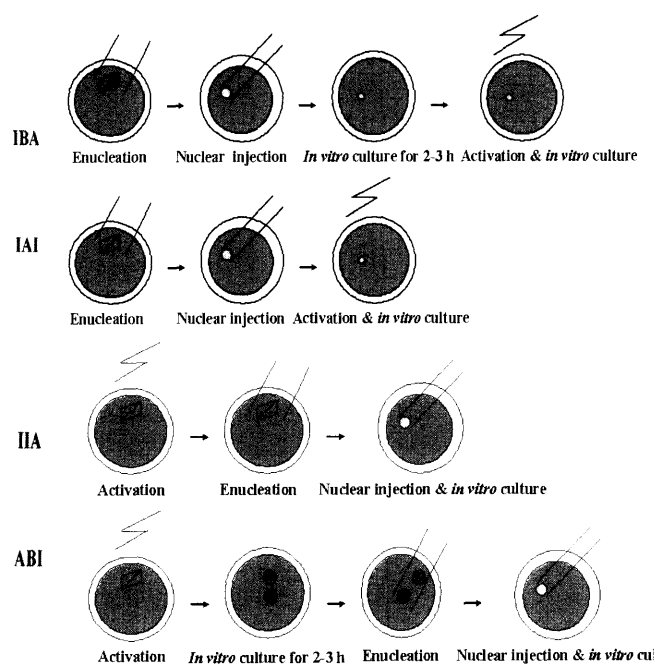 IBA
Enucleation Nuclear injection In vitro culture for 2-3 h Activation & in vitro culture
IAI
Enucleation Nuclear injection Activation & in vitro culture
IIA
Activation Enucleation Nuclear injection & in vitro culture
ABI
Activation In vitro culture for 2-3 h Enucleation Nuclear injection & in vitro cu